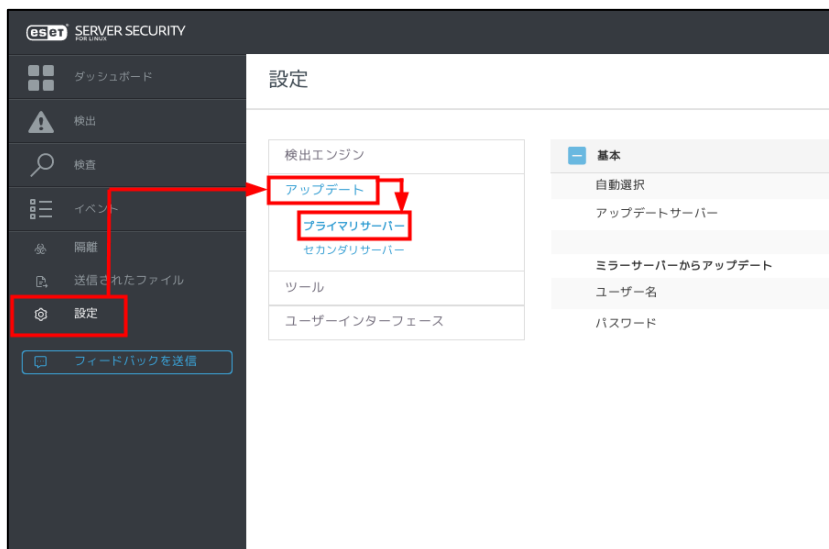 eset SERVER SECURITY
FOR LINUX
ダッシュボード
検出
検査
イベント
隔離
送信されたファイル
設定
フィードバックを送信
設定
検出エンジン
アップデート
プライマリサーバー
セカンダリサーバー
ツール
ユーザーインターフェース
基本
自動選択
アップデートサーバー
ミラーサーバーからアップデート
ユーザー名
パスワード